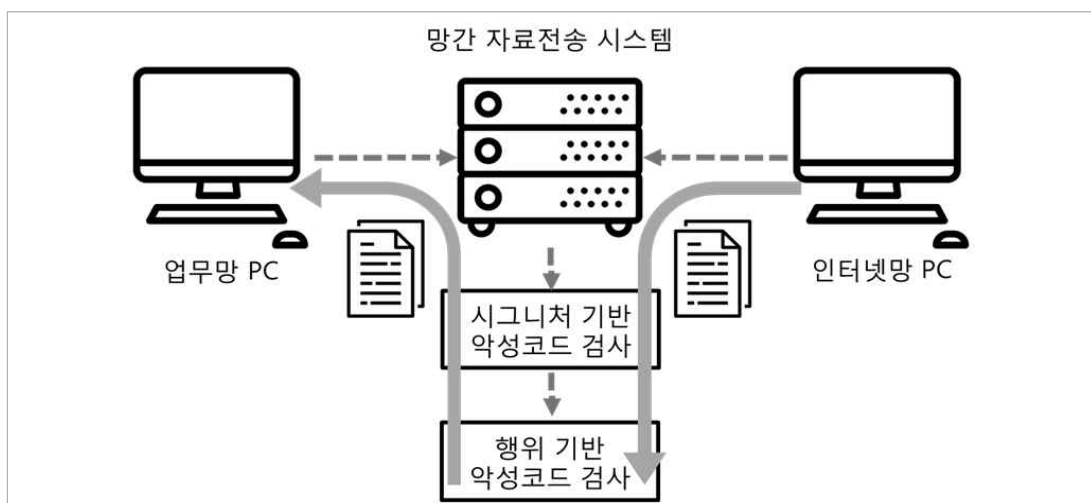 망간 자료전송 시스템
업무망 PC
인터넷망 PC
시그니처 기반
악성코드 검사
행위 기반
악성코드 검사